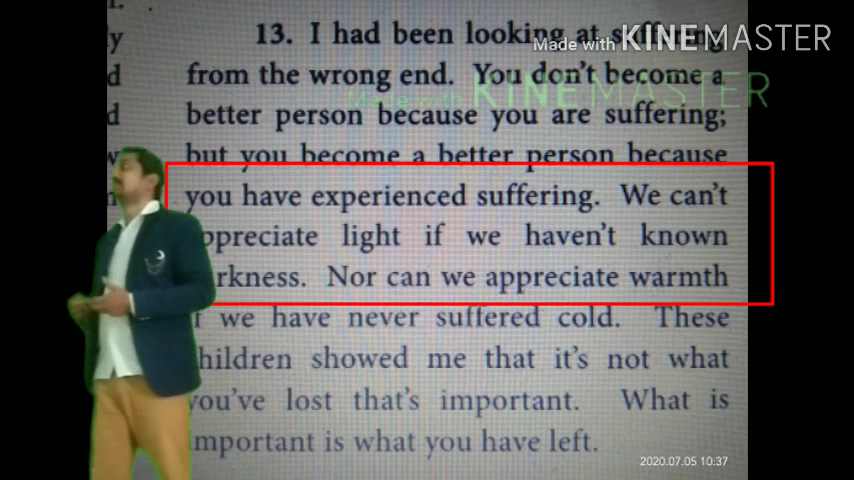 y
d
d
13. I had been looking at suffering
Made with KINEMASTER
from the wrong end. You don't become a
Made with KINEMASTER
better person because you are suffering;
but you become a better person because
you have experienced suffering. We can't
ppreciate light if we haven't known
rkness. Nor can we appreciate warmth
f we have never suffered cold. These
hildren showed me that it's not what
you've lost that's important. What is
mportant is what you have left.
2020.07.05 10:37